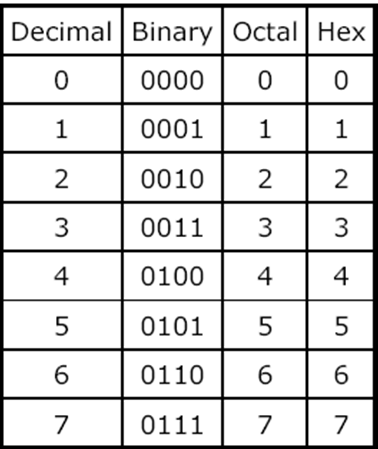 Decimal Binary Octal Hex
0 0000 0 0
1 0001 1 1
2 0010 2 2
3 0011 3 3
4 0100 4 4
5 0101 5 5
6 0110 6 6
7 0111 7 7